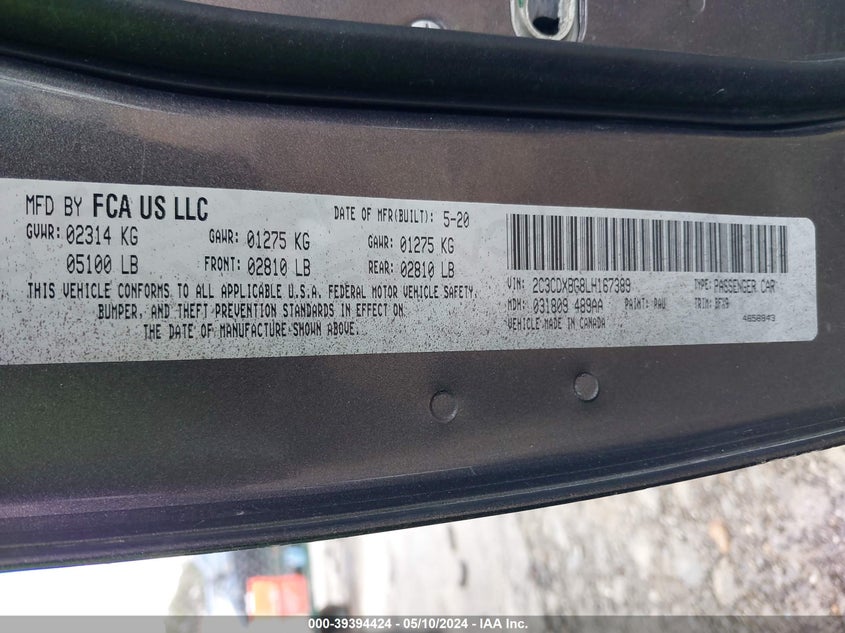 MFD BY FCA US LLC DATE OF MFR(BUILT): 5-20
GVWR: 02314 KG GAWR: 01275 KG GAWR: 01275 KG
05100 LB FRONT: 02810 LB REAR: 02810 LB
THIS VEHICLE CONFORMS TO ALL APPLICABLE U.S.A. FEDERAL MOTOR VEHICLE SAFETY,
BUMPER, AND THEFT PREVENTION STANDARDS IN EFFECT ON
THE DATE OF MANUFACTURE SHOWN ABOVE.
VIN: 2C3CDXBG8LH167389 TYPE: PASSENGER CAR
MDH: 031809 489AA PAINT: PAU TRIM: BFX9
VEHICLE MADE IN CANADA 4658843
000-39394424 - 05/10/2024 - IAA Inc.